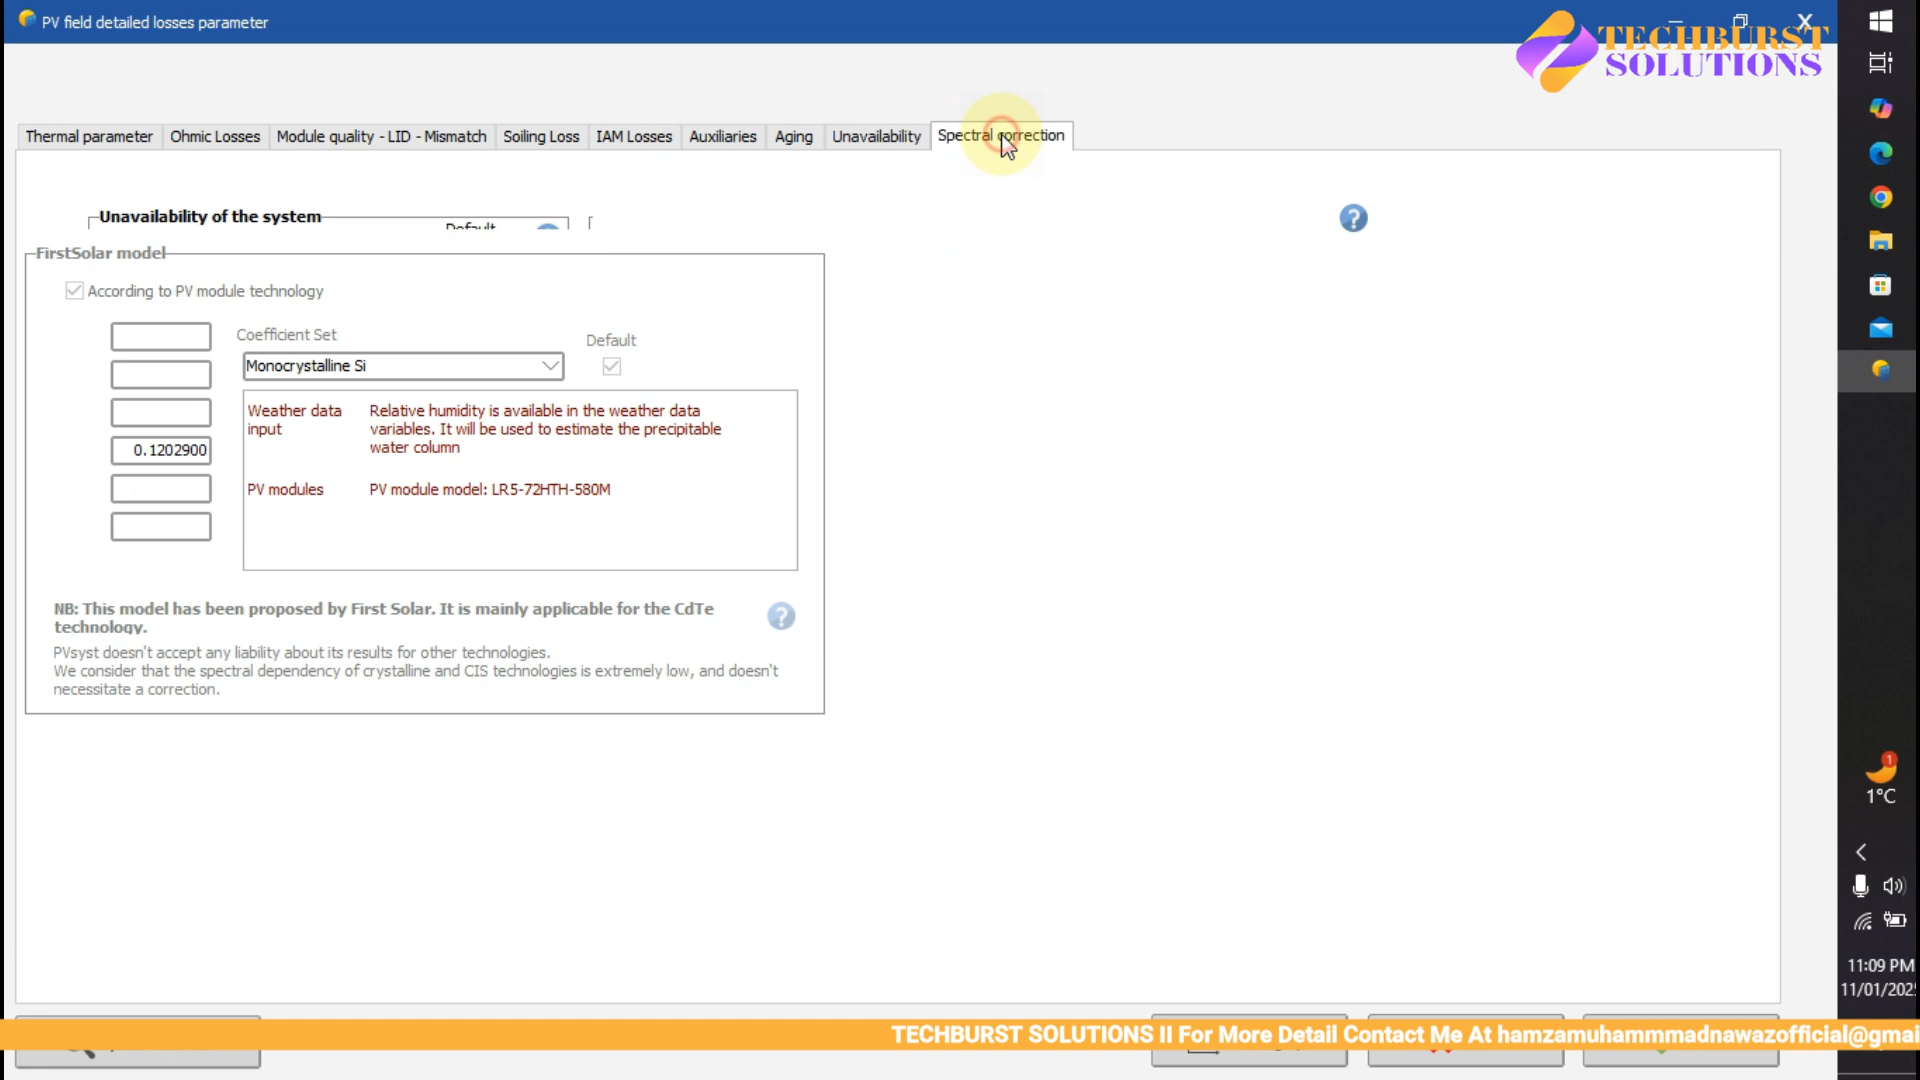 PV field detailed losses parameter
TECHBURST
SOLUTIONS
Thermal parameter
Ohmic Losses
Module quality - LID - Mismatch
Soiling Loss
IAM Losses
Auxiliaries
Aging
Unavailability
Spectral correction
Unavailability of the system
Default
FirstSolar model
According to PV module technology
Coefficient Set
Default
Monocrystalline Si
Weather data input
Relative humidity is available in the weather data
variables. It will be used to estimate the precipitable
water column
0.1202900
PV modules
PV module model: LR5-72HTH-580M
NB: This model has been proposed by First Solar. It is mainly applicable for the CdTe
technology.
PVsyst doesn't accept any liability about its results for other technologies.
We consider that the spectral dependency of crystalline and CIS technologies is extremely low, and doesn't
necessitate a correction.
1
1°C
11:09 PM
11/01/202
TECHBURST SOLUTIONS II For More Detail Contact Me At hamzamuhammmadnawazofficial@gmai